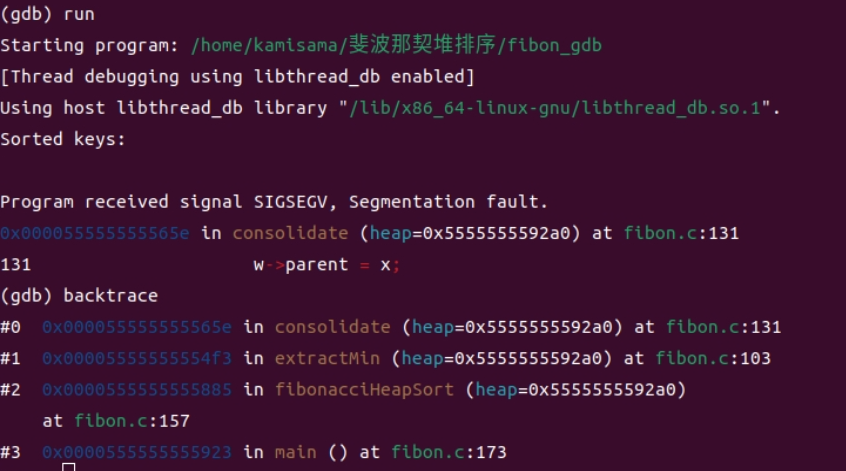 (gdb) run
Starting program: /home/kamisama/斐波那契堆排序/fibon_gdb
[Thread debugging using libthread_db enabled]
Using host libthread_db library "/lib/x86_64-linux-gnu/libthread_db.so.1".
Sorted keys:
Program received signal SIGSEGV, Segmentation fault.
0x000055555555565e in consolidate (heap=0x5555555592a0) at fibon.c:131
131                     w->parent = x;
(gdb) backtrace
#0  0x000055555555565e in consolidate (heap=0x5555555592a0) at fibon.c:131
#1  0x00005555555554f3 in extractMin (heap=0x5555555592a0) at fibon.c:103
#2  0x0000555555555885 in fibonacciHeapSort (heap=0x5555555592a0)
    at fibon.c:157
#3  0x0000555555555923 in main () at fibon.c:173